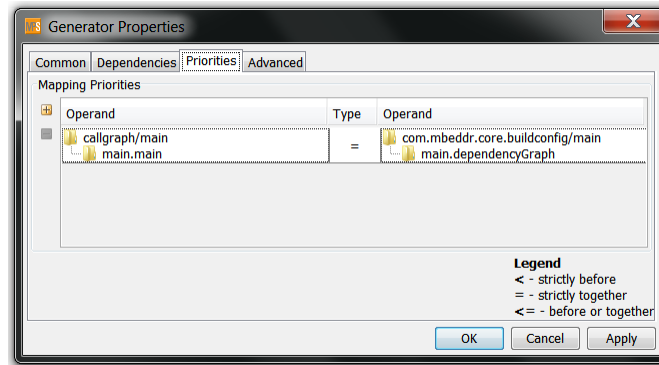 MPS Generator Properties X
Common Dependencies Priorities Advanced
Mapping Priorities
Operand Type Operand
callgraph/main = com.mbeddr.core.buildconfig/main
main.main main.dependencyGraph
Legend
< - strictly before
= - strictly together
<= - before or together
OK Cancel Apply